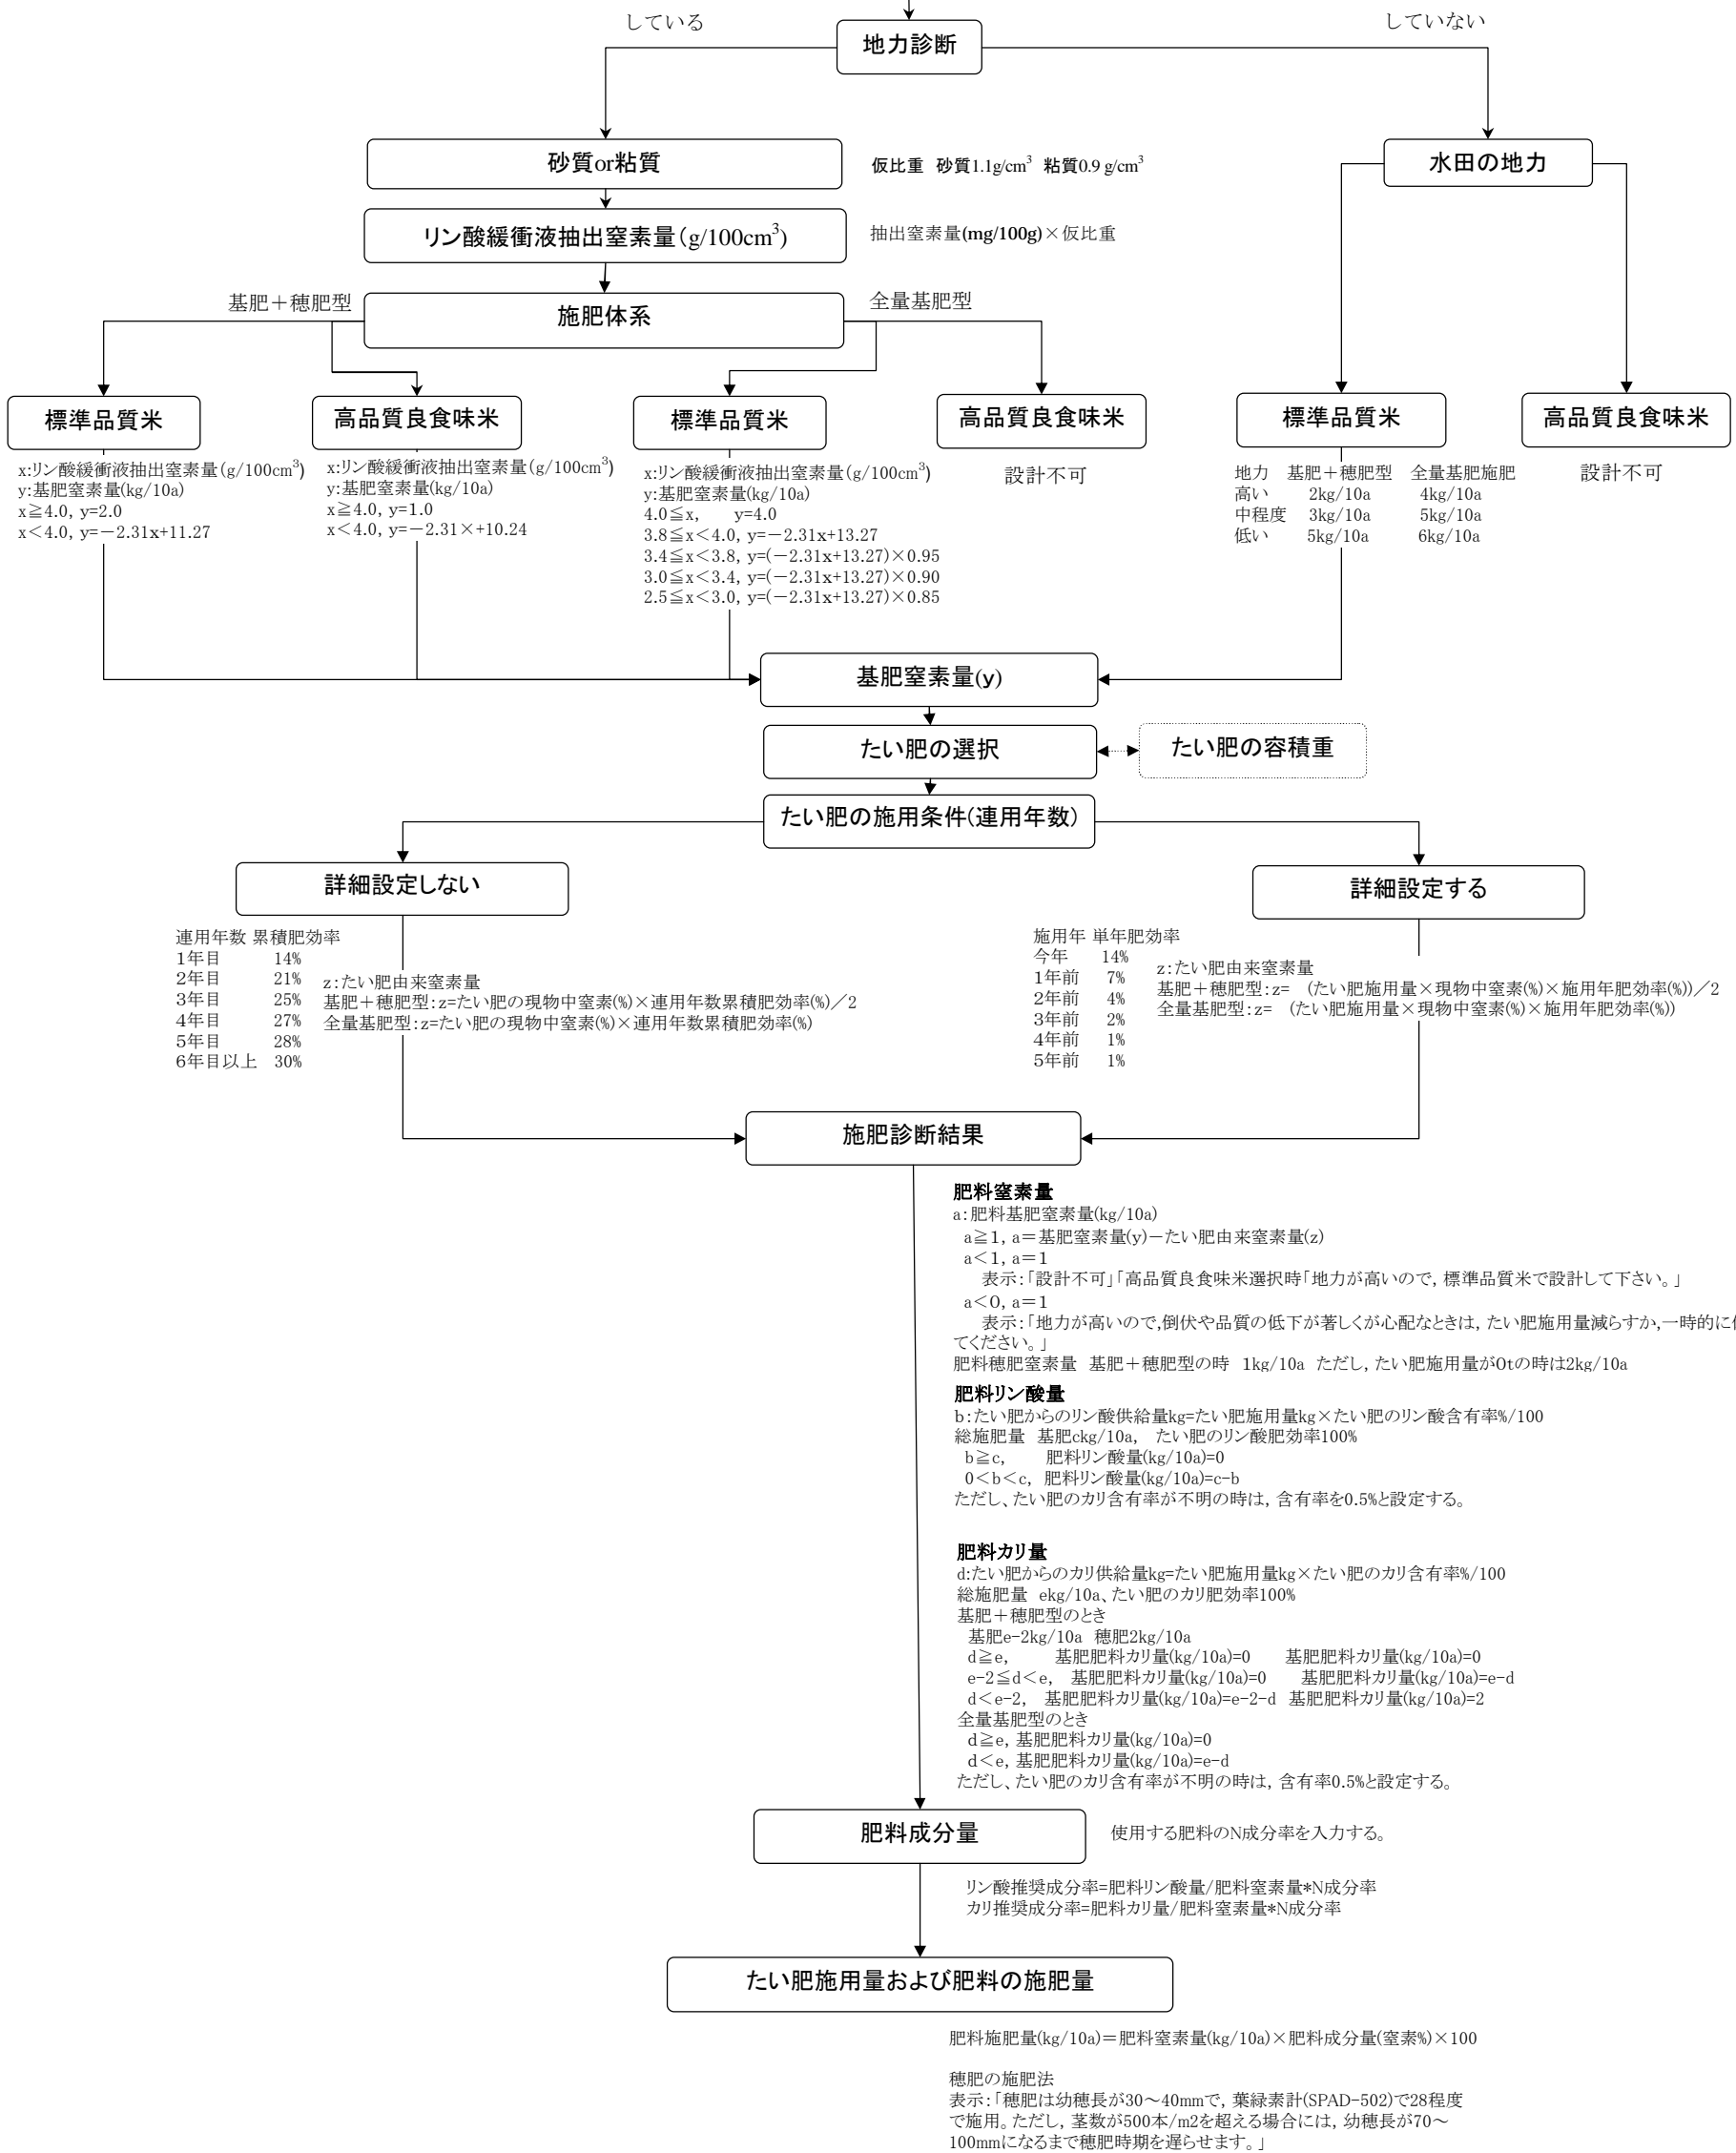 している
していない
地力診断
砂質or粘質
仮比重 砂質1.1g/cm³ 粘質0.9 g/cm³
水田の地力
リン酸緩衝液抽出窒素量(g/100cm³)
抽出窒素量(mg/100g)×仮比重
基肥＋穂肥型
全量基肥型
施肥体系
標準品質米
高品質良食味米
標準品質米
高品質良食味米
標準品質米
高品質良食味米
x:リン酸緩衝液抽出窒素量(g/100cm³)
y:基肥窒素量(kg/10a)
x≧4.0, y=2.0
x＜4.0, y=－2.31x+11.27
x:リン酸緩衝液抽出窒素量(g/100cm³)
y:基肥窒素量(kg/10a)
x≧4.0, y=1.0
x＜4.0, y=－2.31×+10.24
x:リン酸緩衝液抽出窒素量(g/100cm³)
y:基肥窒素量(kg/10a)
4.0≦x, y=4.0
3.8≦x＜4.0, y=－2.31x+13.27
3.4≦x＜3.8, y=(－2.31x+13.27)×0.95
3.0≦x＜3.4, y=(－2.31x+13.27)×0.90
2.5≦x＜3.0, y=(－2.31x+13.27)×0.85
設計不可
地力 基肥＋穂肥型 全量基肥施肥
高い 2kg/10a 4kg/10a
中程度 3kg/10a 5kg/10a
低い 5kg/10a 6kg/10a
設計不可
基肥窒素量(y)
たい肥の選択
たい肥の容積重
たい肥の施用条件(連用年数)
詳細設定しない
詳細設定する
連用年数 累積肥効率
1年目 14%
2年目 21%
3年目 25%
4年目 27%
5年目 28%
6年目以上 30%
z:たい肥由来窒素量
基肥＋穂肥型:z=たい肥の現物中窒素(%)×連用年数累積肥効率(%)／2
全量基肥型:z=たい肥の現物中窒素(%)×連用年数累積肥効率(%)
施用年 単年肥効率
今年 14%
1年前 7%
2年前 4%
3年前 2%
4年前 1%
5年前 1%
z:たい肥由来窒素量
基肥＋穂肥型:z= (たい肥施用量×現物中窒素(%)×施用年肥効率(%))／2
全量基肥型:z= (たい肥施用量×現物中窒素(%)×施用年肥効率(%))
施肥診断結果
肥料窒素量
a:肥料基肥窒素量(kg/10a)
a≧1, a＝基肥窒素量(y)－たい肥由来窒素量(z)
a＜1, a＝1
表示:「設計不可」「高品質良食味米選択時「地力が高いので, 標準品質米で設計して下さい。」
a＜0, a＝1
表示:「地力が高いので,倒伏や品質の低下が著しくが心配なときは, たい肥施用量減らすか,一時的に
てください。」
肥料穂肥窒素量 基肥＋穂肥型の時 1kg/10a ただし, たい肥施用量が0tの時は2kg/10a
肥料リン酸量
b:たい肥からのリン酸供給量kg=たい肥施用量kg×たい肥のリン酸含有率%/100
総施肥量 基肥ckg/10a, たい肥のリン酸肥効率100%
b≧c, 肥料リン酸量(kg/10a)=0
0＜b＜c, 肥料リン酸量(kg/10a)=c-b
ただし、たい肥のカリ含有率が不明の時は, 含有率を0.5%と設定する。
肥料カリ量
d:たい肥からのカリ供給量kg=たい肥施用量kg×たい肥のカリ含有率%/100
総施肥量 ekg/10a、たい肥のカリ肥効率100%
基肥＋穂肥型のとき
基肥e-2kg/10a 穂肥2kg/10a
d≧e, 基肥肥料カリ量(kg/10a)=0 基肥肥料カリ量(kg/10a)=0
e-2≦d＜e, 基肥肥料カリ量(kg/10a)=0 基肥肥料カリ量(kg/10a)=e-d
d＜e-2, 基肥肥料カリ量(kg/10a)=e-2-d 基肥肥料カリ量(kg/10a)=2
全量基肥型のとき
d≧e, 基肥肥料カリ量(kg/10a)=0
d＜e, 基肥肥料カリ量(kg/10a)=e-d
ただし、たい肥のカリ含有率が不明の時は, 含有率0.5%と設定する。
肥料成分量
使用する肥料のN成分率を入力する。
リン酸推奨成分率=肥料リン酸量/肥料窒素量*N成分率
カリ推奨成分率=肥料カリ量/肥料窒素量*N成分率
たい肥施用量および肥料の施肥量
肥料施肥量(kg/10a)＝肥料窒素量(kg/10a)×肥料成分量(窒素%)×100
穂肥の施肥法
表示:「穂肥は幼穂長が30～40mmで, 葉緑素計(SPAD-502)で28程度
で施用。ただし, 茎数が500本/m2を超える場合には, 幼穂長が70～
100mmになるまで穂肥時期を遅らせます。」